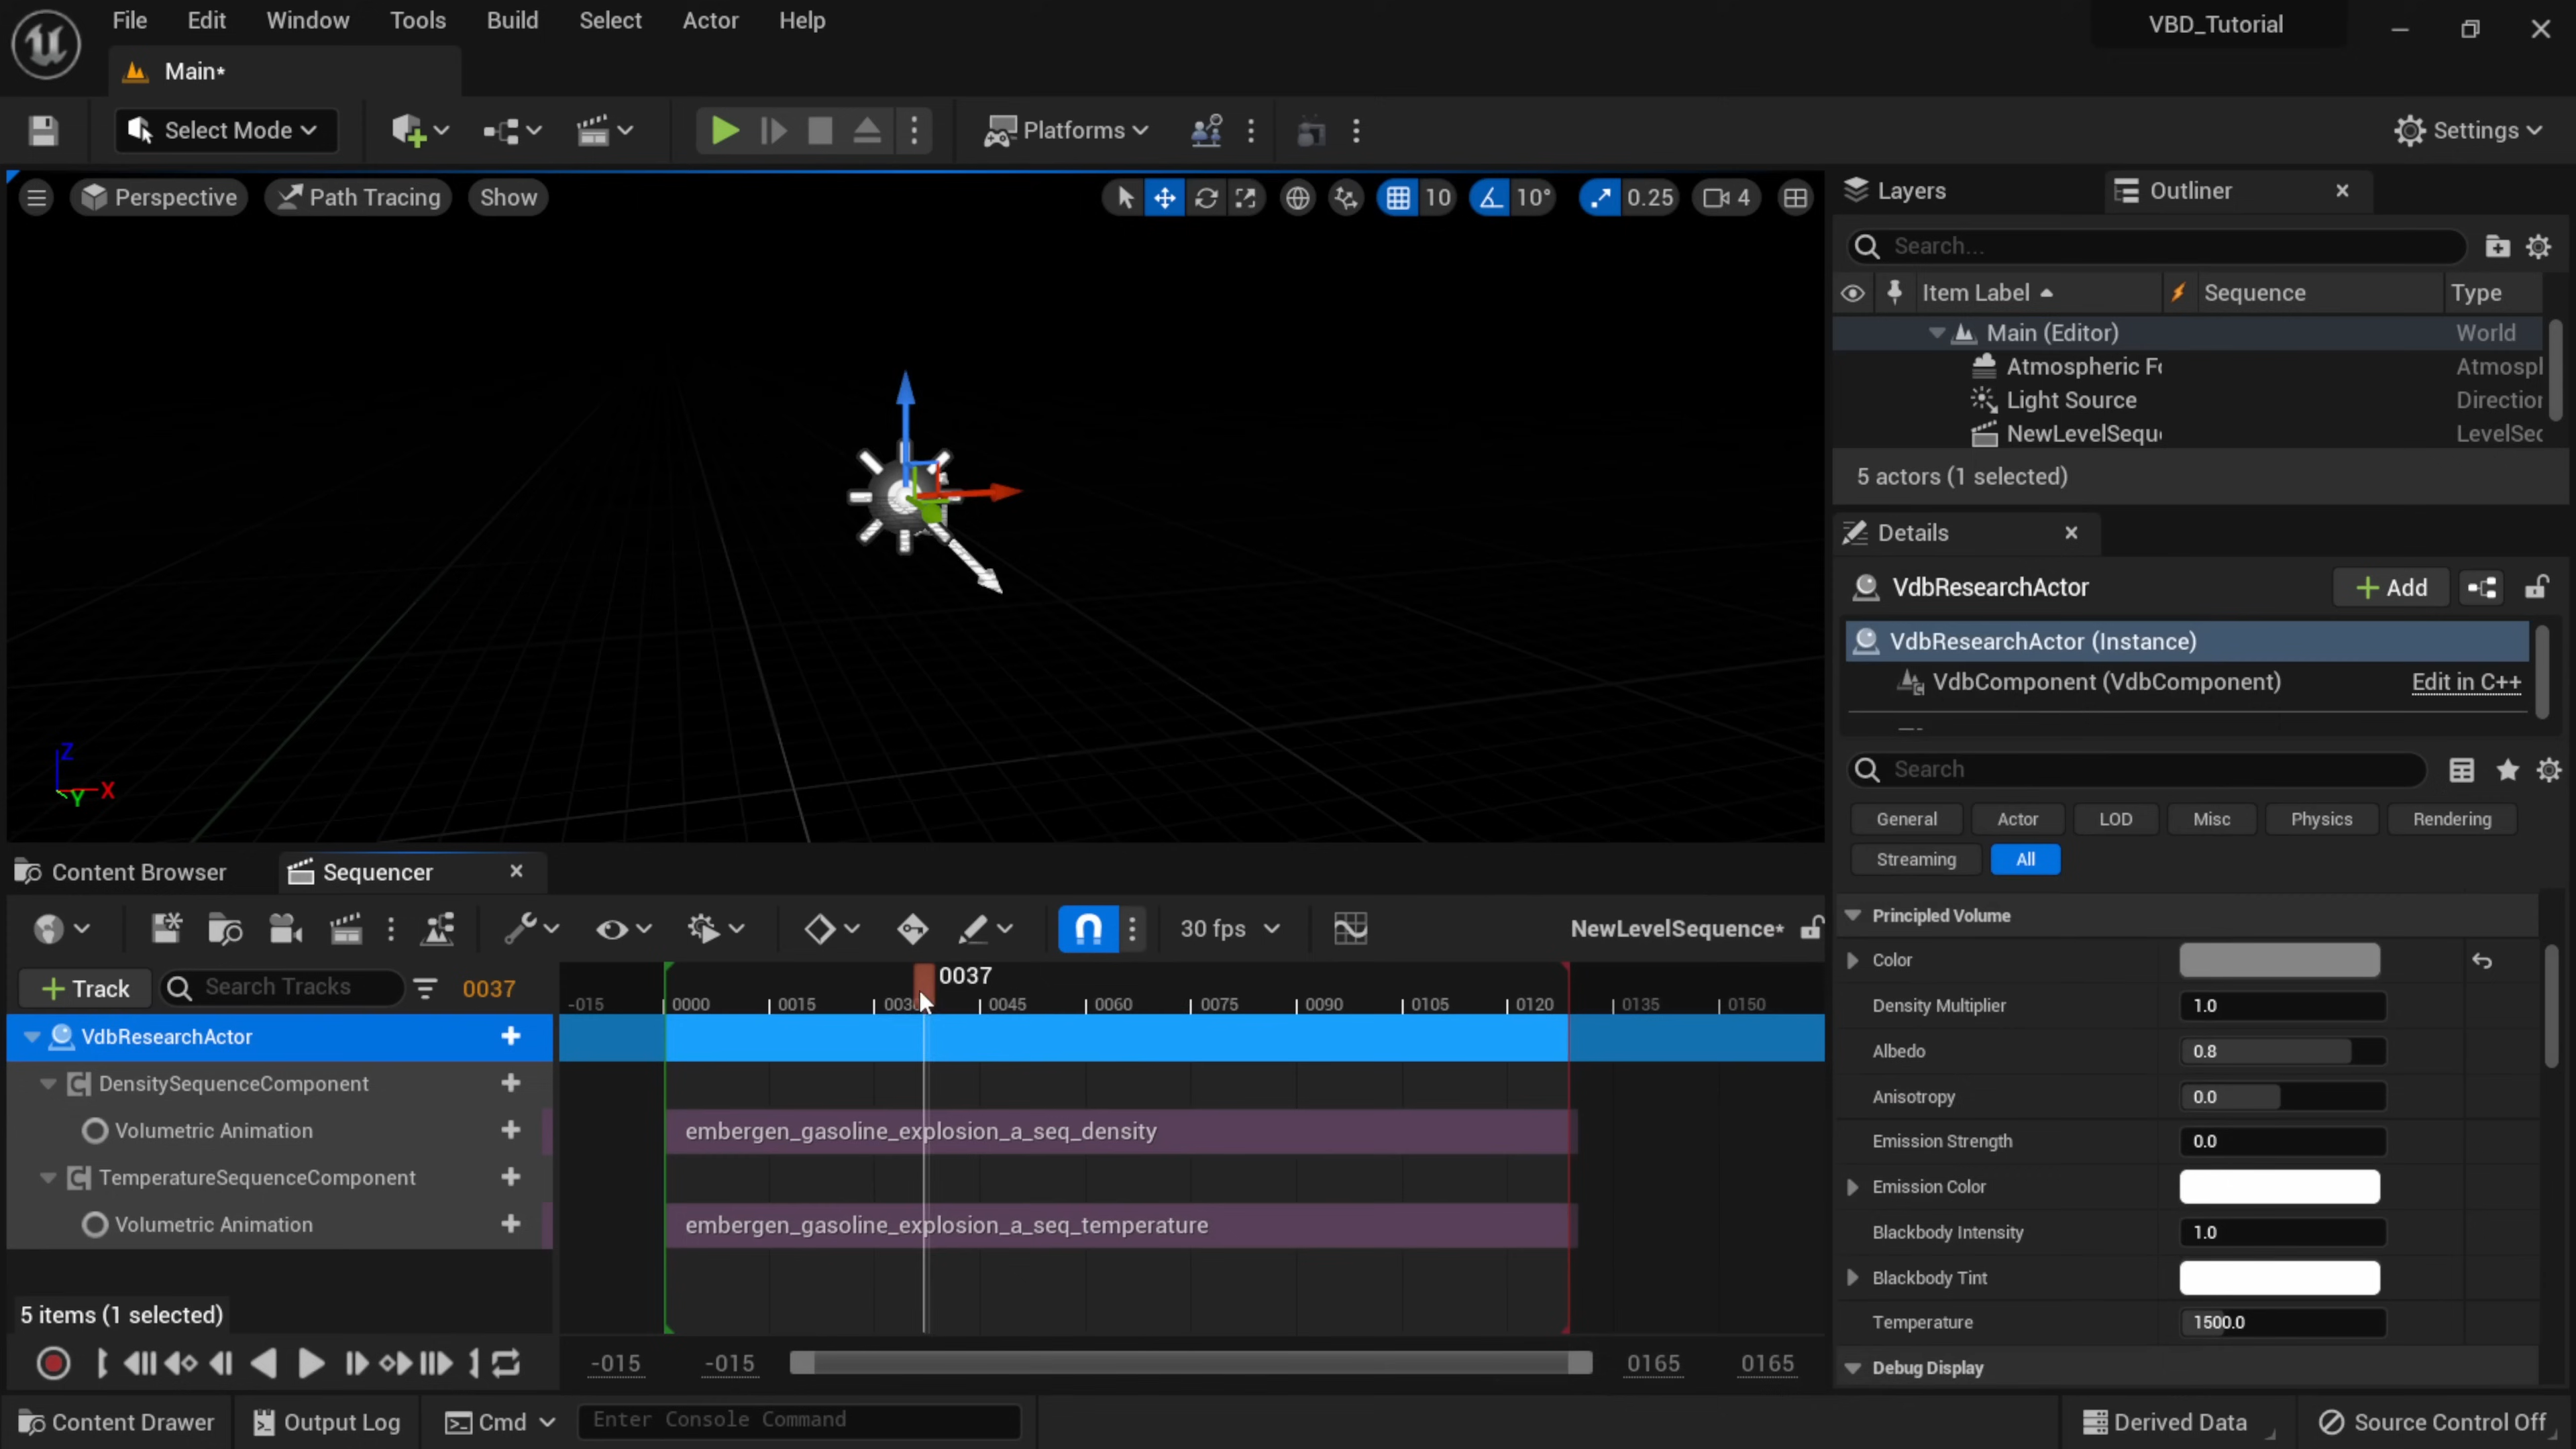 File Edit Window Tools Build Select Actor Help
VBD_Tutorial
Main*
Select Mode
Platforms
Settings
Perspective Path Tracing Show
10 10° 0.25 4
Layers
Outliner
Search...
Item Label Sequence Type
Main (Editor) World
Atmospheric Fo Atmospl
Light Source Direction
NewLevelSequ LevelSec
5 actors (1 selected)
Details
VdbResearchActor
Add
VdbResearchActor (Instance)
VdbComponent (VdbComponent) Edit in C++
Search
General Actor LOD Misc Physics Rendering
Streaming All
Principled Volume
Color
Density Multiplier 1.0
Albedo 0.8
Anisotropy 0.0
Emission Strength 0.0
Emission Color
Blackbody Intensity 1.0
Blackbody Tint
Temperature 1500.0
Debug Display
Z
X
Y
Content Browser Sequencer
30 fps
NewLevelSequence*
Track Search Tracks 0037
0037
-015 0000 0015 0030 0045 0060 0075 0090 0105 0120 0135 0150
VdbResearchActor
DensitySequenceComponent
Volumetric Animation
embergen_gasoline_explosion_a_seq_density
TemperatureSequenceComponent
Volumetric Animation
embergen_gasoline_explosion_a_seq_temperature
5 items (1 selected)
-015 -015 0165 0165
Content Drawer Output Log Cmd Enter Console Command
Derived Data Source Control Off